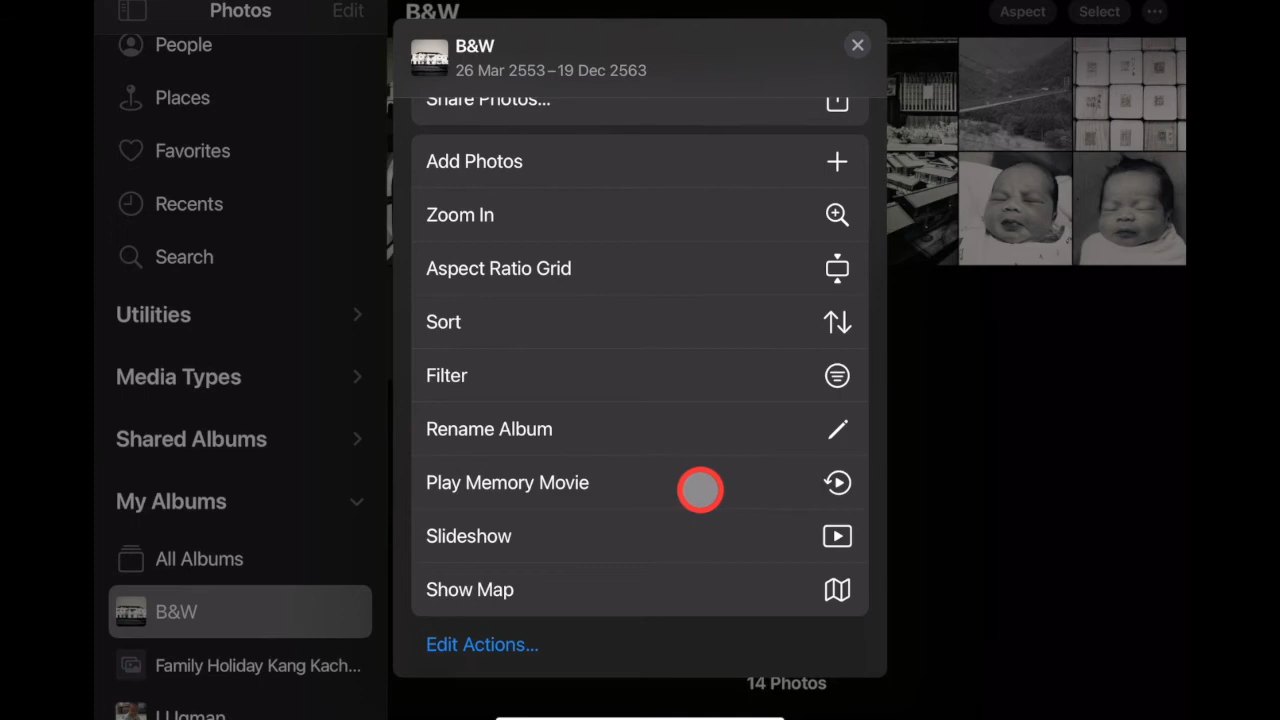 Photos
Edit
People
Places
Favorites
Recents
Search
Utilities
Media Types
Shared Albums
My Albums
All Albums
B&W
Family Holiday Kang Kach...
B&W
Aspect
Select
B&W
26 Mar 2553–19 Dec 2563
Share Photos...
Add Photos
Zoom In
Aspect Ratio Grid
Sort
Filter
Rename Album
Play Memory Movie
Slideshow
Show Map
Edit Actions...
14 Photos